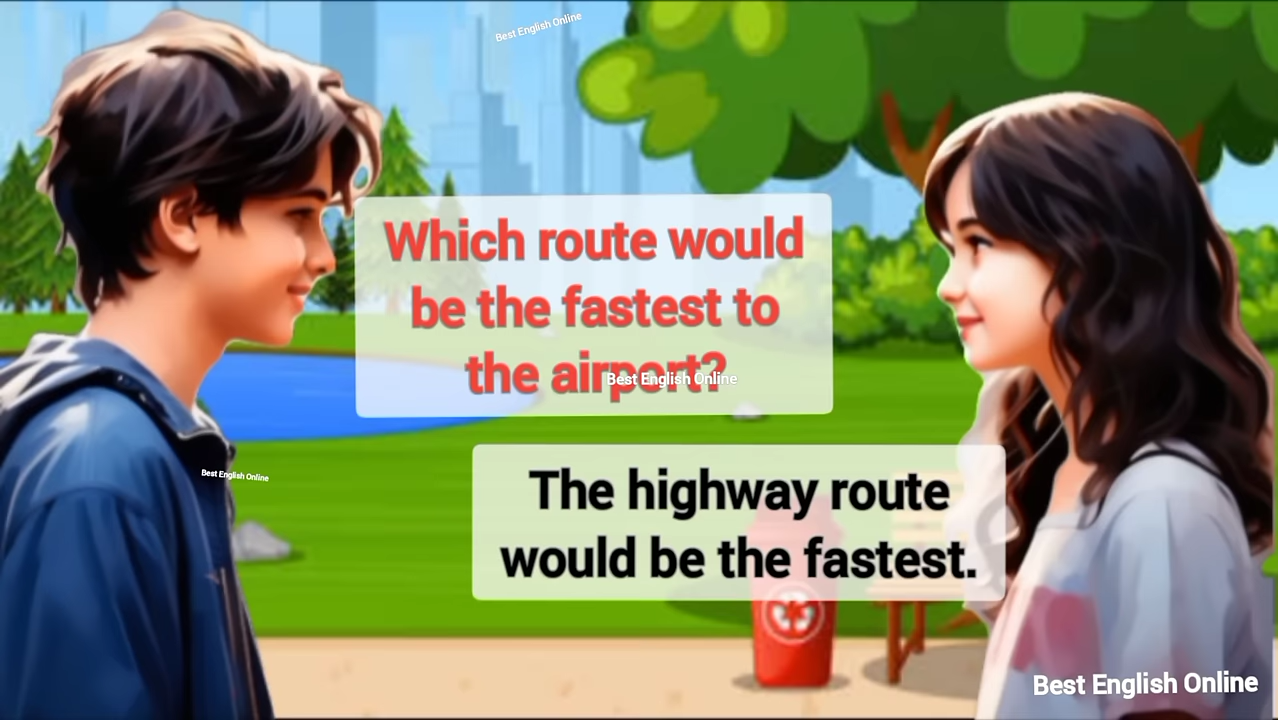 Best English Online
Which route would
be the fastest to
the airport?
Best English Online
Best English Online
The highway route
would be the fastest.
Best English Online